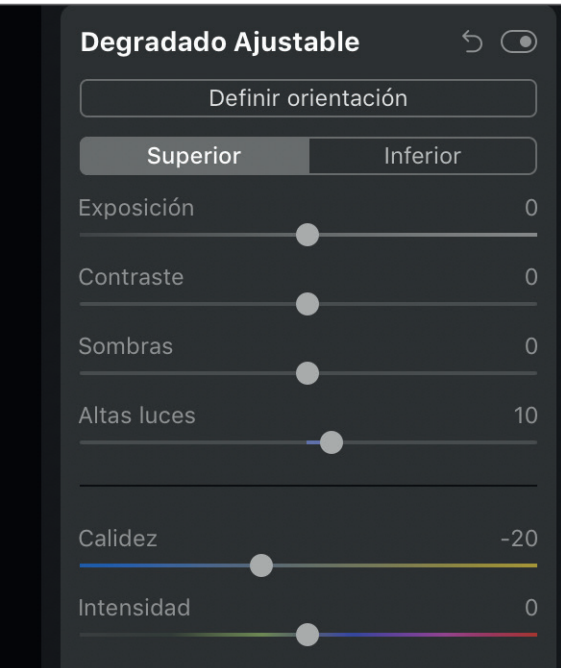 Degradado Ajustable
Definir orientación
Superior Inferior
Exposición 0
Contraste 0
Sombras 0
Altas luces 10
Calidez -20
Intensidad 0